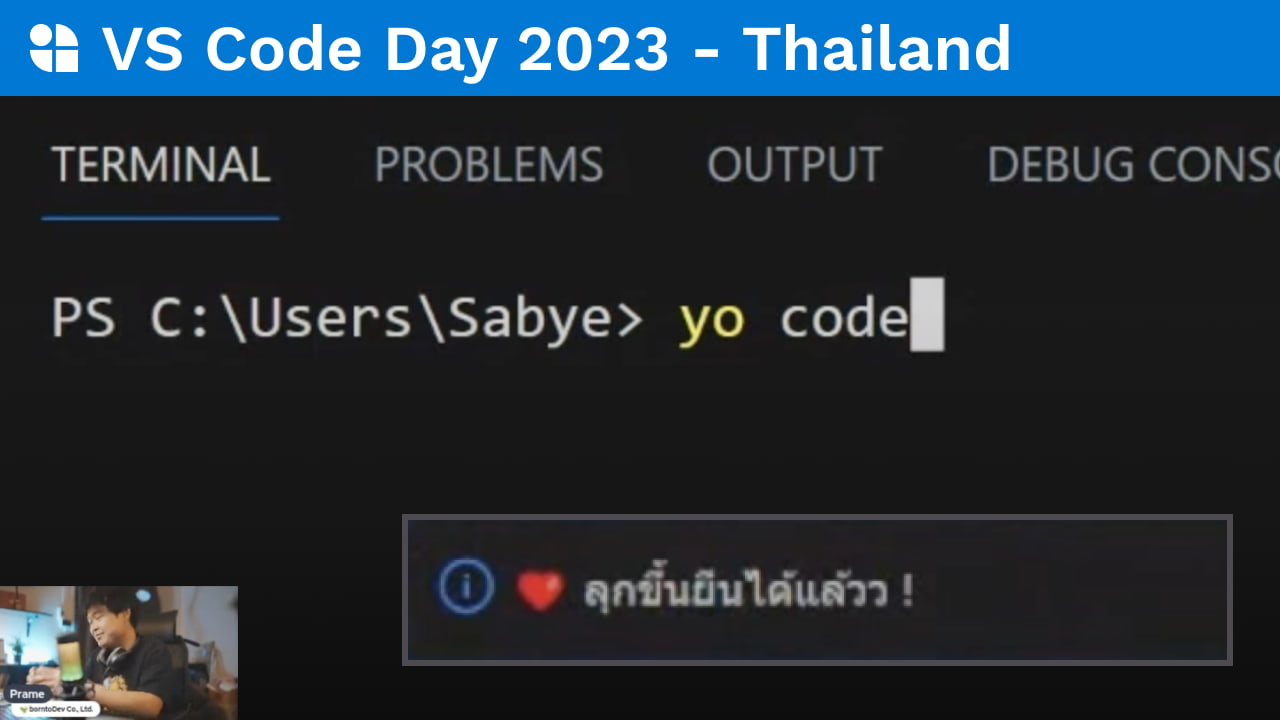 VS Code Day 2023 - Thailand
TERMINAL PROBLEMS OUTPUT DEBUG CONSO
PS C:\Users\Sabye> yo code
❤️ ลุกขึ้นยืนได้แล้วว !
Prame
borntoDev Co., Ltd.